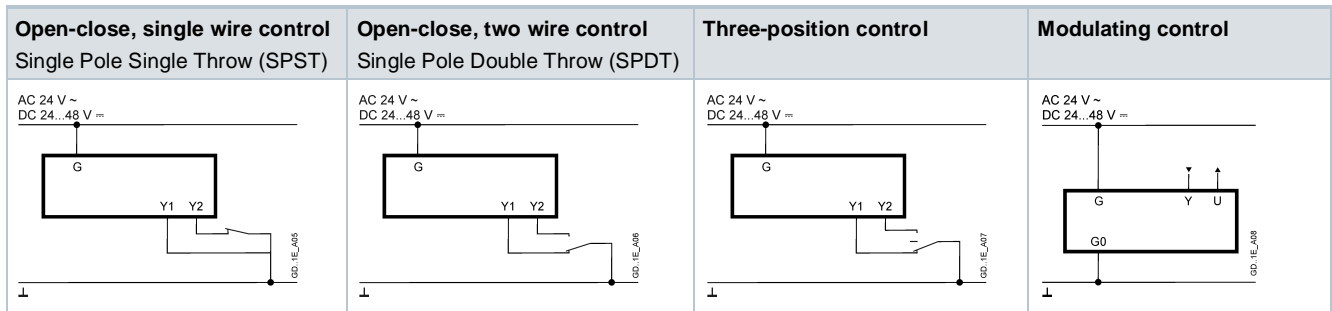 Open-close, single wire control
Single Pole Single Throw (SPST)
Open-close, two wire control
Single Pole Double Throw (SPDT)
Three-position control
Modulating control
AC 24 V ~
DC 24...48 V ⎓
G
Y1 Y2
GD..1E_A05
⊥
AC 24 V ~
DC 24...48 V ⎓
G
Y1 Y2
GD..1E_A06
⊥
AC 24 V ~
DC 24...48 V ⎓
G
Y1 Y2
GD..1E_A07
⊥
AC 24 V ~
DC 24...48 V ⎓
G Y U
G0
GD..1E_A08
⊥